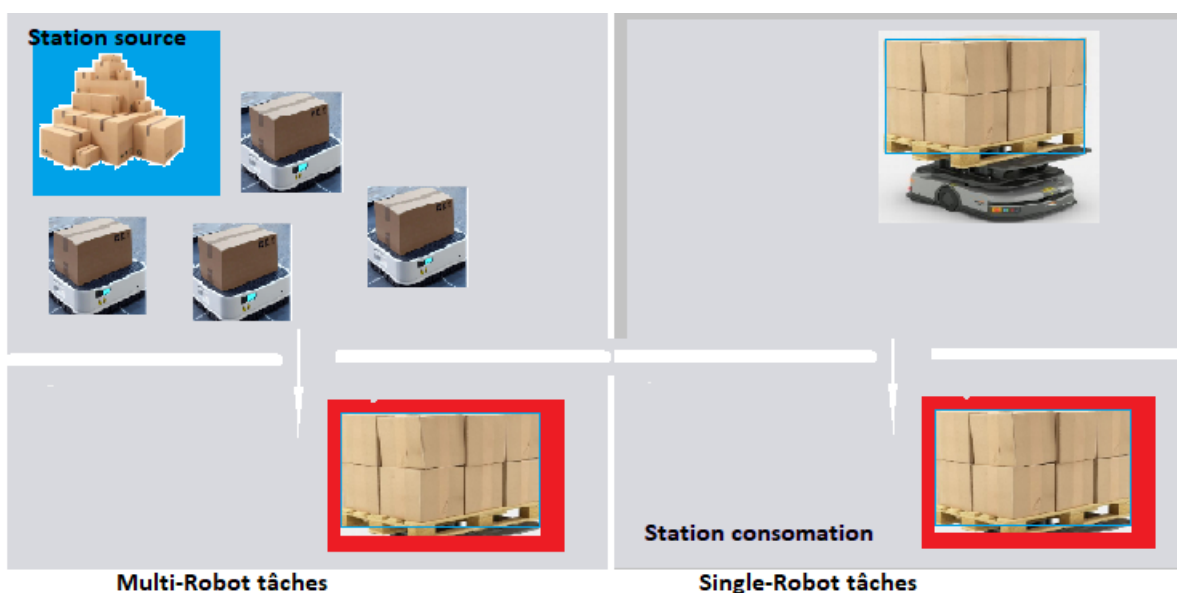 Station source
Station consomation
Multi-Robot tâches
Single-Robot tâches